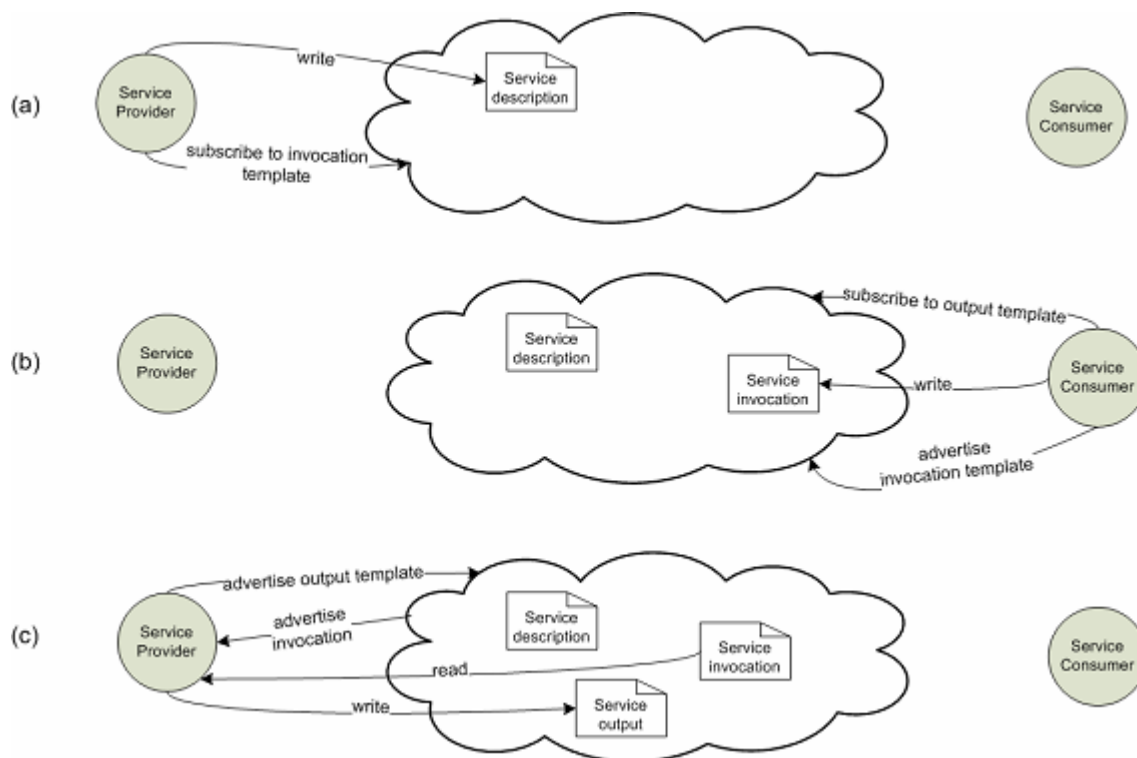 (a)
Service
Provider
write
subscribe to invocation
template
Service
description
Service
Consumer
(b)
Service
Provider
Service
description
Service
invocation
subscribe to output template
write
advertise
invocation template
Service
Consumer
(c)
advertise output template
Service
Provider
advertise
invocation
read
write
Service
description
Service
invocation
Service
output
Service
Consumer